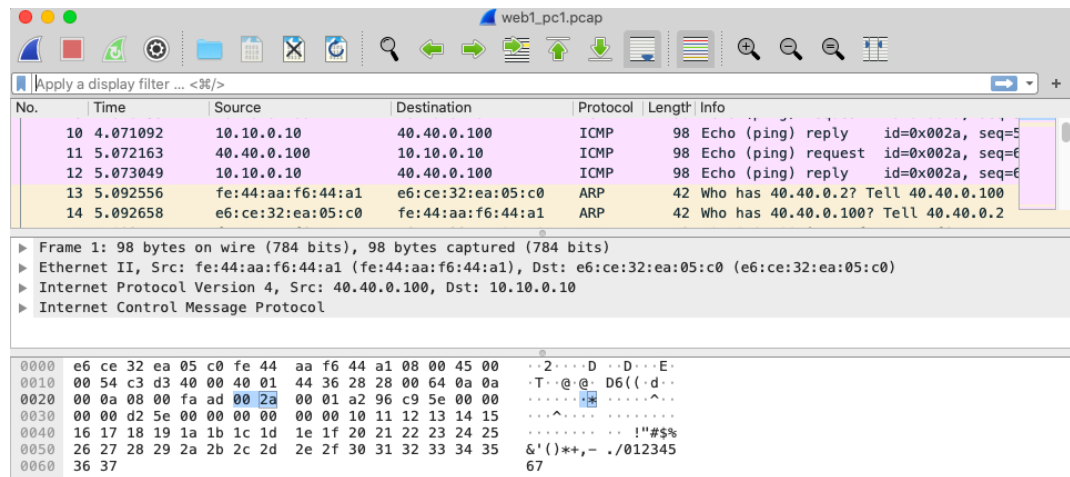 web1_pc1.pcap
Apply a display filter ... <⌘/>
No. Time Source Destination Protocol Length Info
10 4.071092 10.10.0.10 40.40.0.100 ICMP 98 Echo (ping) reply id=0x002a, seq=5
11 5.072163 40.40.0.100 10.10.0.10 ICMP 98 Echo (ping) request id=0x002a, seq=6
12 5.073049 10.10.0.10 40.40.0.100 ICMP 98 Echo (ping) reply id=0x002a, seq=6
13 5.092556 fe:44:aa:f6:44:a1 e6:ce:32:ea:05:c0 ARP 42 Who has 40.40.0.2? Tell 40.40.0.100
14 5.092658 e6:ce:32:ea:05:c0 fe:44:aa:f6:44:a1 ARP 42 Who has 40.40.0.100? Tell 40.40.0.2
Frame 1: 98 bytes on wire (784 bits), 98 bytes captured (784 bits)
Ethernet II, Src: fe:44:aa:f6:44:a1 (fe:44:aa:f6:44:a1), Dst: e6:ce:32:ea:05:c0 (e6:ce:32:ea:05:c0)
Internet Protocol Version 4, Src: 40.40.0.100, Dst: 10.10.0.10
Internet Control Message Protocol
0000 e6 ce 32 ea 05 c0 fe 44 aa f6 44 a1 08 00 45 00 ··2····D ··D···E·
0010 00 54 c3 d3 40 00 40 01 44 36 28 28 00 64 0a 0a ·T··@·@· D6((·d··
0020 00 0a 08 00 fa ad 00 2a 00 01 a2 96 c9 5e 00 00 ·······* ·····^··
0030 00 00 d2 5e 00 00 00 00 00 00 10 11 12 13 14 15 ···^···· ········
0040 16 17 18 19 1a 1b 1c 1d 1e 1f 20 21 22 23 24 25 ········ ·· !"#$%
0050 26 27 28 29 2a 2b 2c 2d 2e 2f 30 31 32 33 34 35 &'()*+,- ./012345
0060 36 37 67